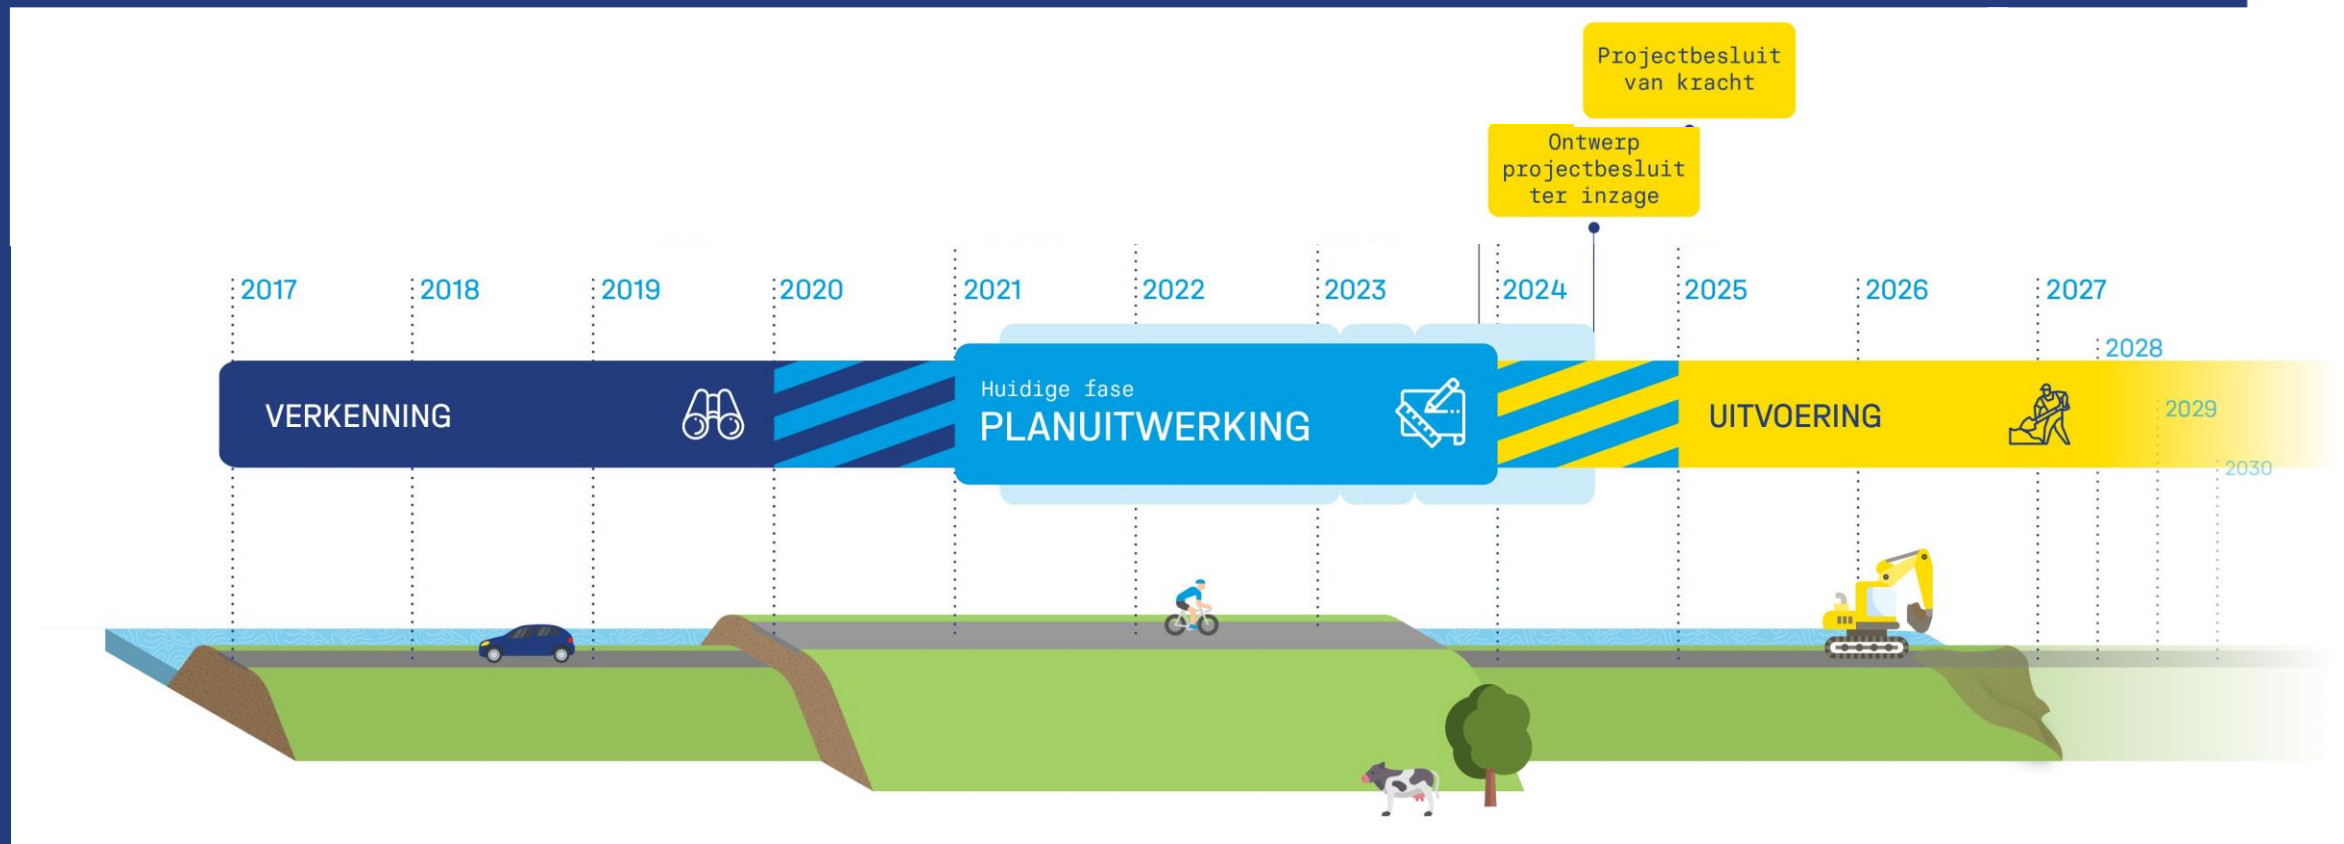 Projectbesluit
van kracht
Ontwerp
projectbesluit
ter inzage
2017
2018
2019
2020
2021
2022
2023
2024
2025
2026
2027
2028
2029
2030
VERKENNING
Huidige fase
PLANUITWERKING
UITVOERING